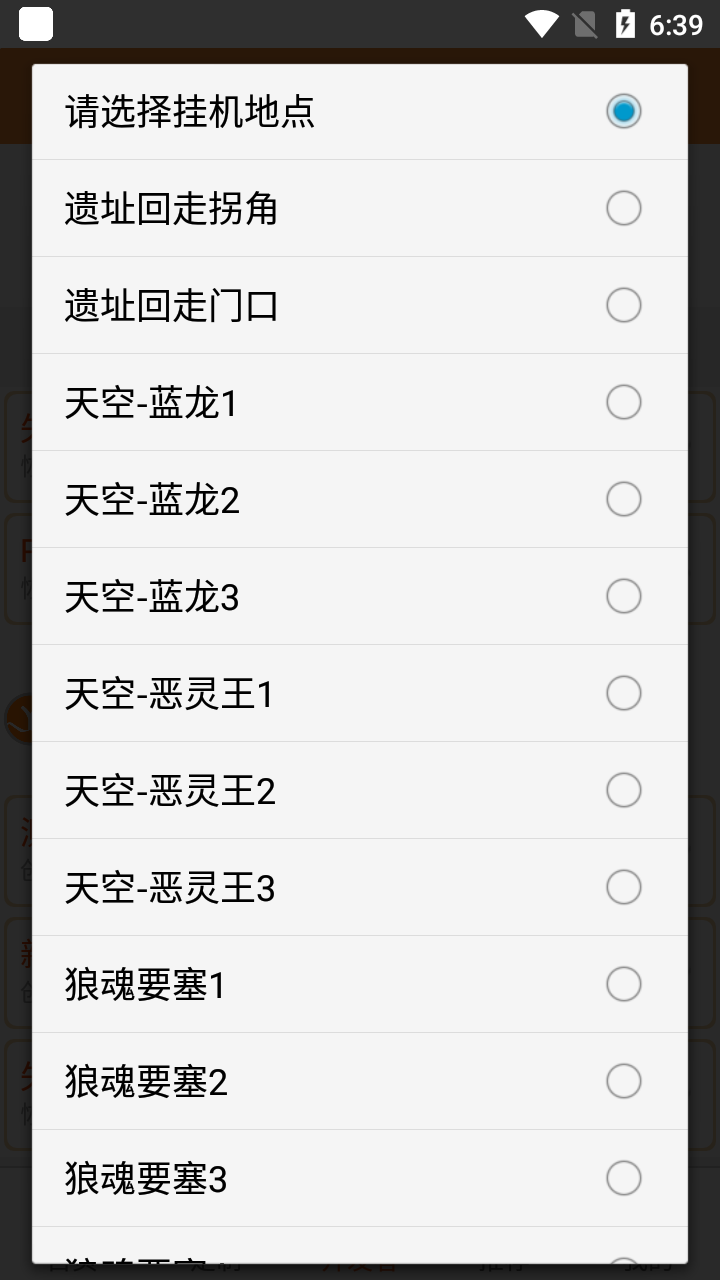 6:39
请选择挂机地点
遗址回走拐角
遗址回走门口
天空-蓝龙1
天空-蓝龙2
天空-蓝龙3
天空-恶灵王1
天空-恶灵王2
天空-恶灵王3
狼魂要塞1
狼魂要塞2
狼魂要塞3